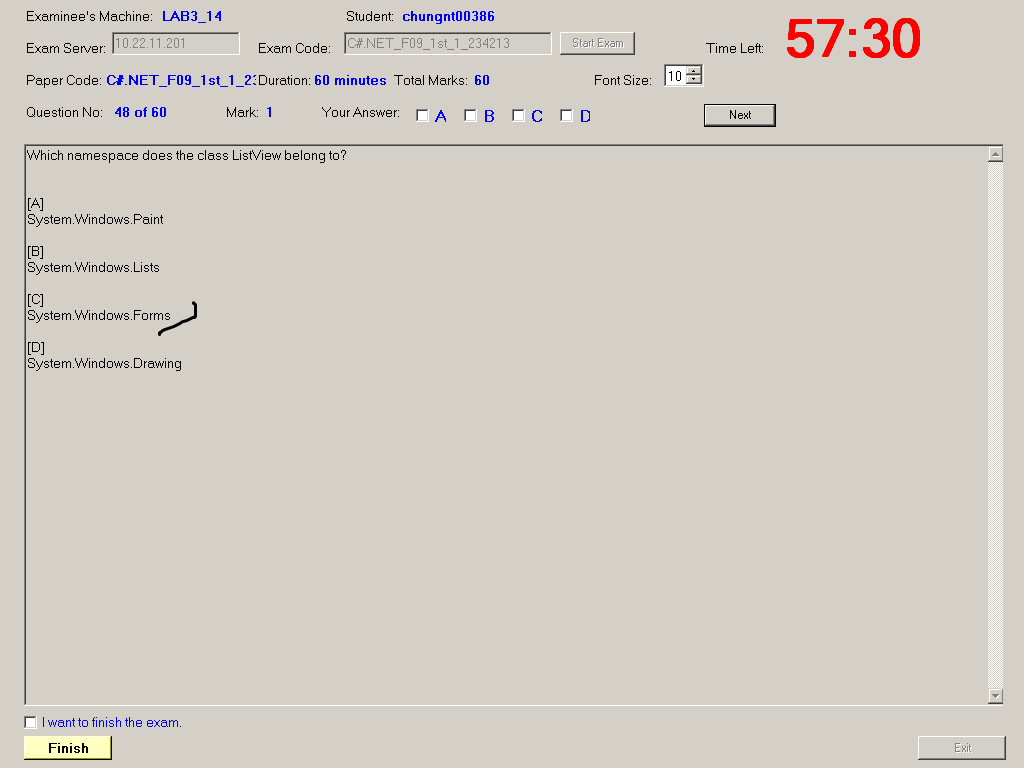 Examinee's Machine: LAB3_14 Student: chungnt00386
Exam Server: 10.22.11.201 Exam Code: C#.NET_F09_1st_1_234213 Start Exam Time Left: 57:30
Paper Code: C#.NET_F09_1st_1_23 Duration: 60 minutes Total Marks: 60 Font Size: 10
Question No: 48 of 60 Mark: 1 Your Answer: A B C D Next
Which namespace does the class ListView belong to?
[A]
System.Windows.Paint
[B]
System.Windows.Lists
[C]
System.Windows.Forms
[D]
System.Windows.Drawing
I want to finish the exam.
Finish Exit